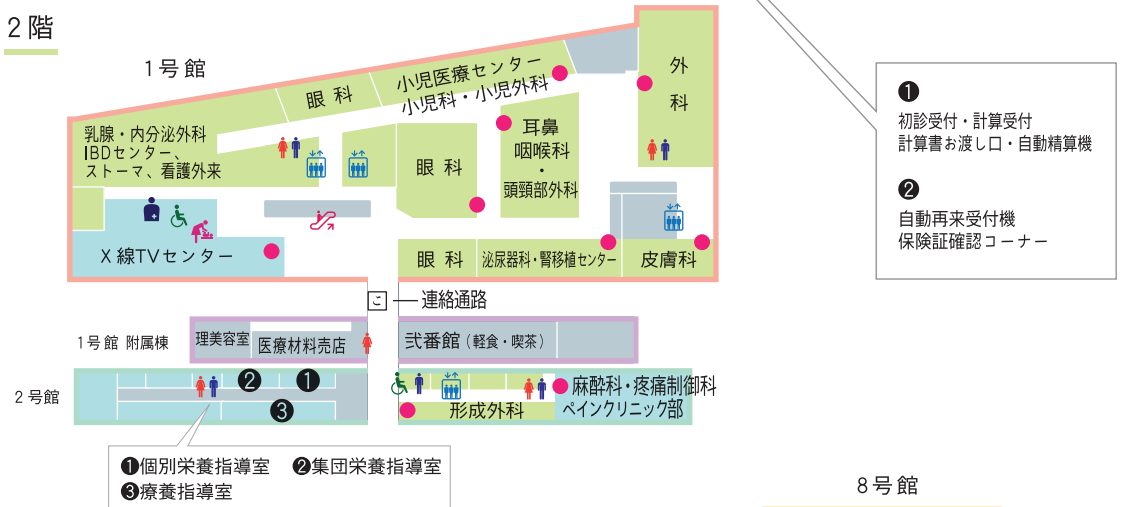 2階
1号館
外
科
小児医療センター
小児科・小児外科
眼科
乳腺・内分泌外科
IBDセンター、
ストーマ、看護外来
眼科
耳鼻
咽喉科
・
頭頸部外科
X線TVセンター
眼科
泌尿器科・腎移植センター
皮膚科
こ
連絡通路
1号館 附属棟
理美容室
医療材料売店
弐番館（軽食・喫茶）
2号館
❷
❶
❸
麻酔科・疼痛制御科
ペインクリニック部
形成外科
❶個別栄養指導室 ❷集団栄養指導室
❸療養指導室
❶
初診受付・計算受付
計算書お渡し口・自動精算機
❷
自動再来受付機
保険証確認コーナー
8号館